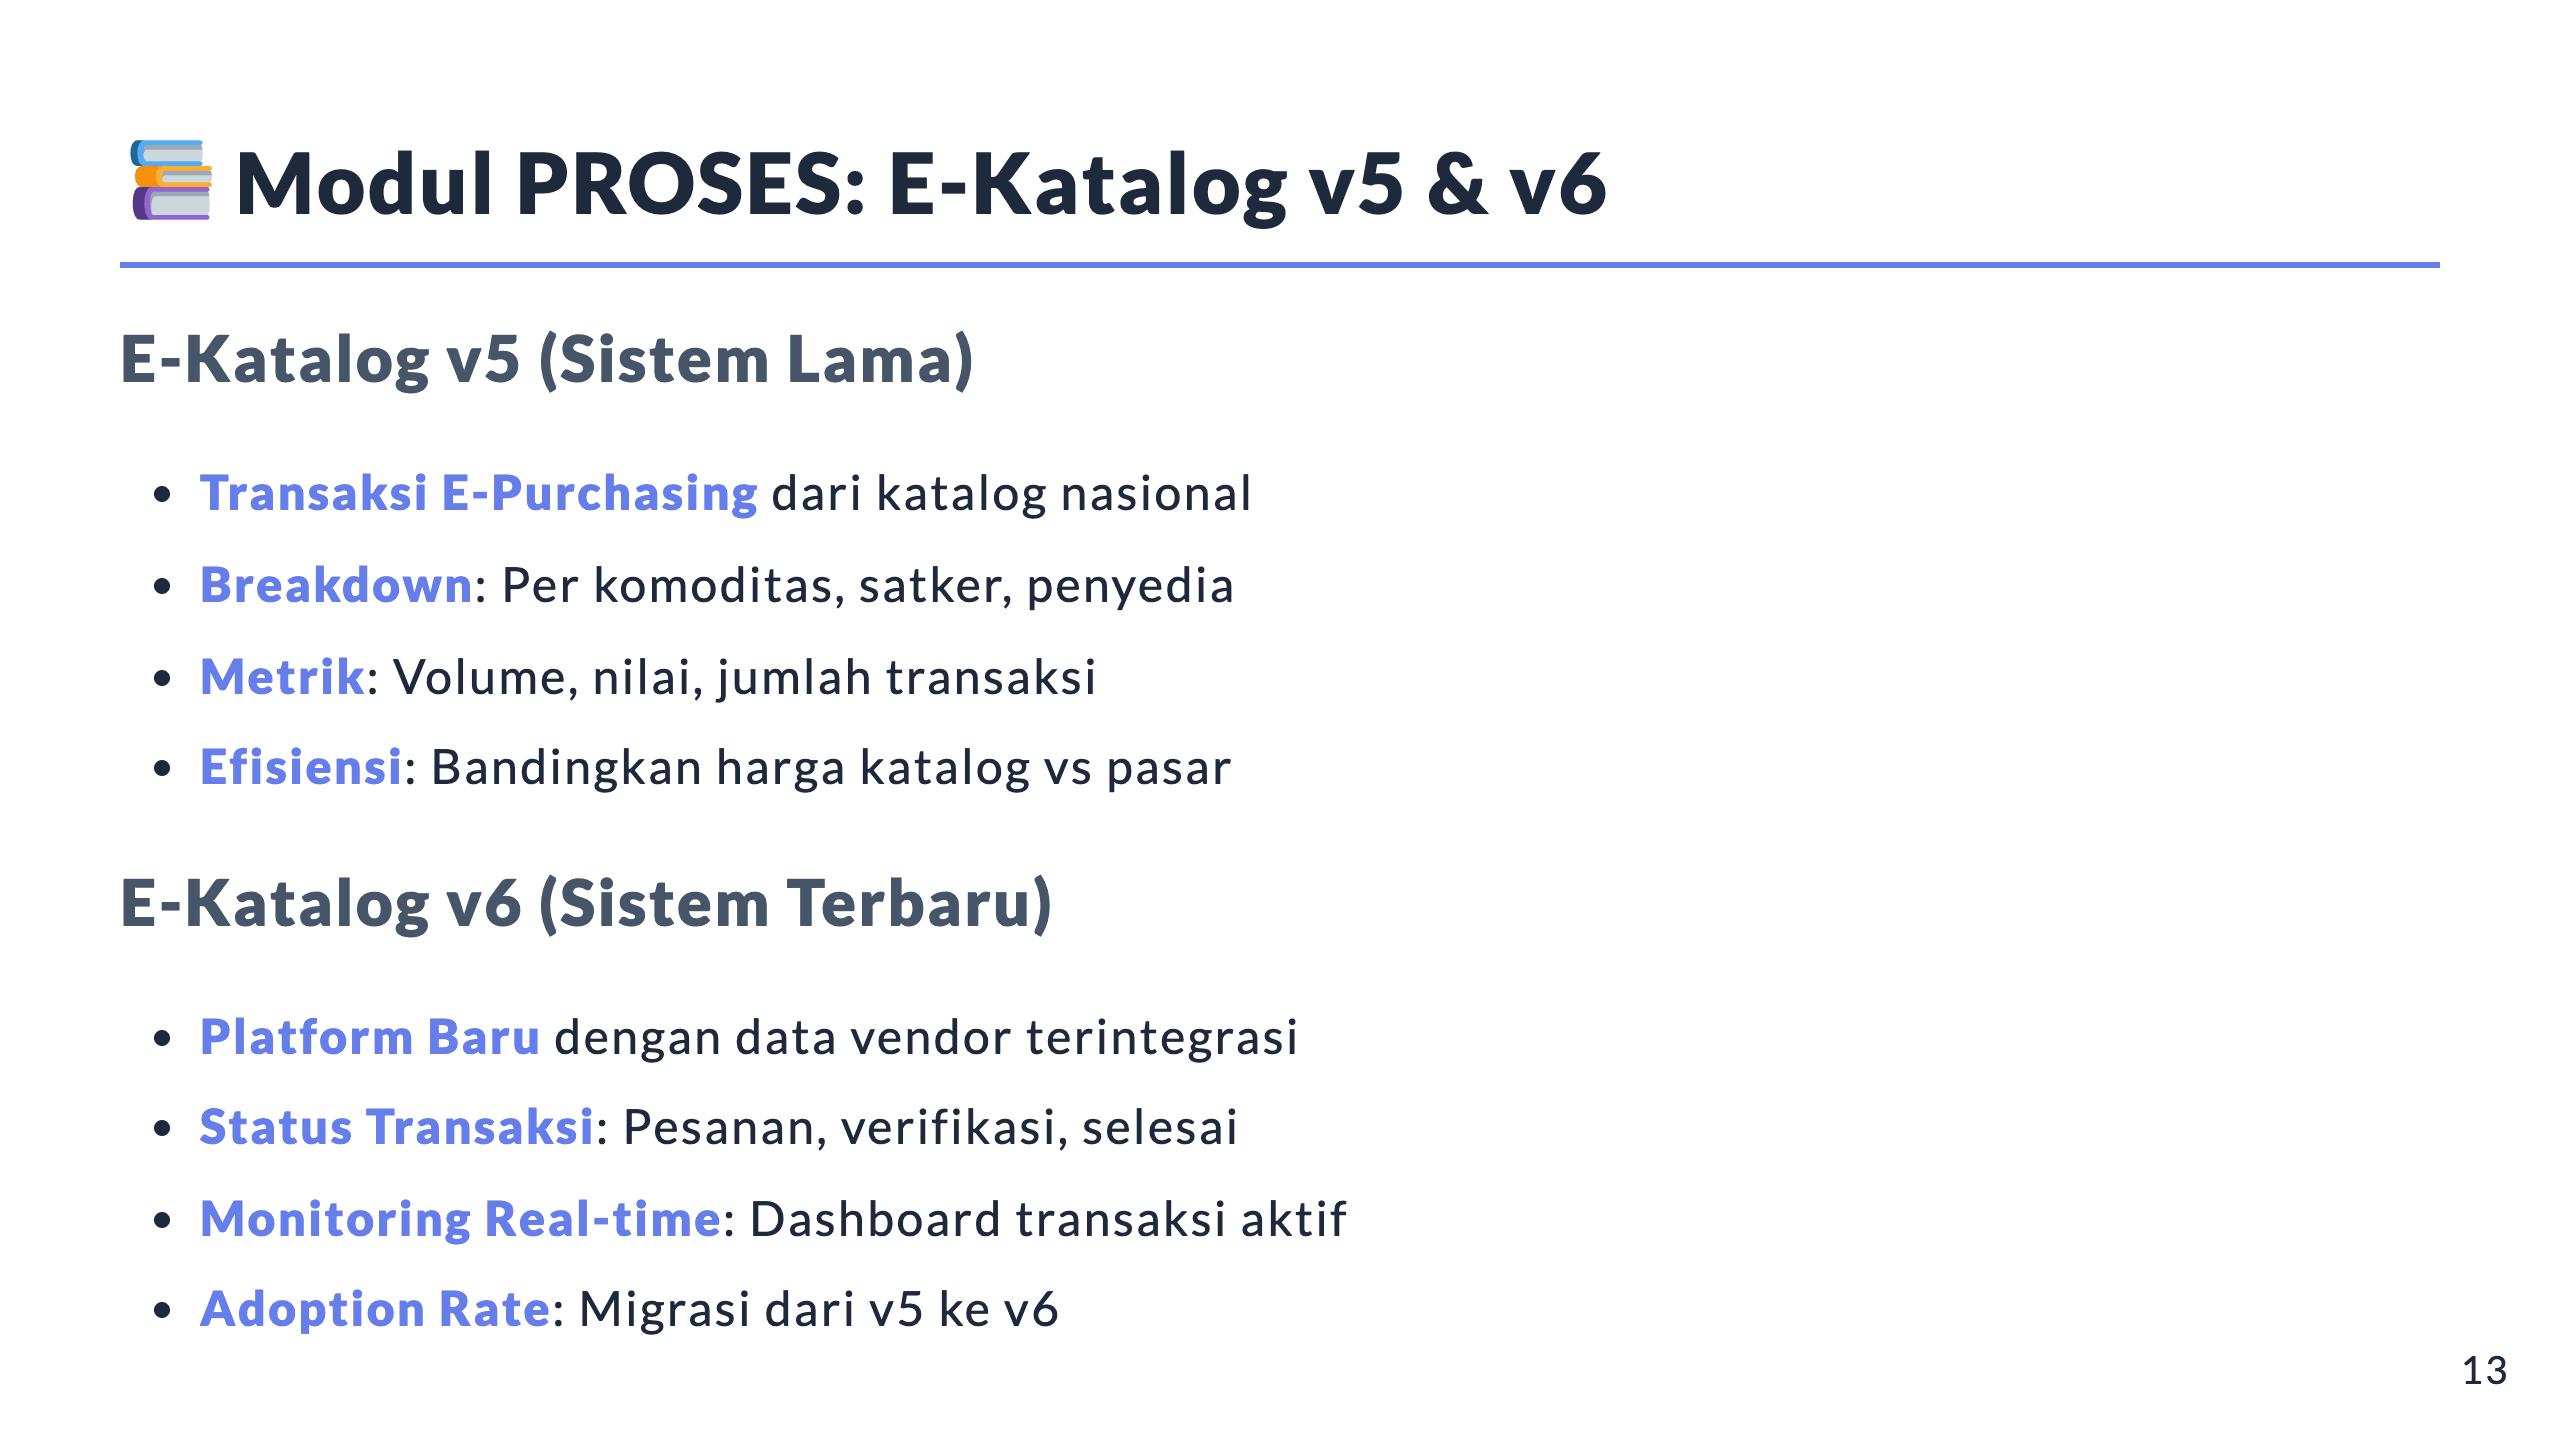 Modul PROSES: E-Katalog v5 & v6
E-Katalog v5 (Sistem Lama)
• Transaksi E-Purchasing dari katalog nasional
• Breakdown: Per komoditas, satker, penyedia
• Metrik: Volume, nilai, jumlah transaksi
• Efisiensi: Bandingkan harga katalog vs pasar
E-Katalog v6 (Sistem Terbaru)
• Platform Baru dengan data vendor terintegrasi
• Status Transaksi: Pesanan, verifikasi, selesai
• Monitoring Real-time: Dashboard transaksi aktif
• Adoption Rate: Migrasi dari v5 ke v6
13